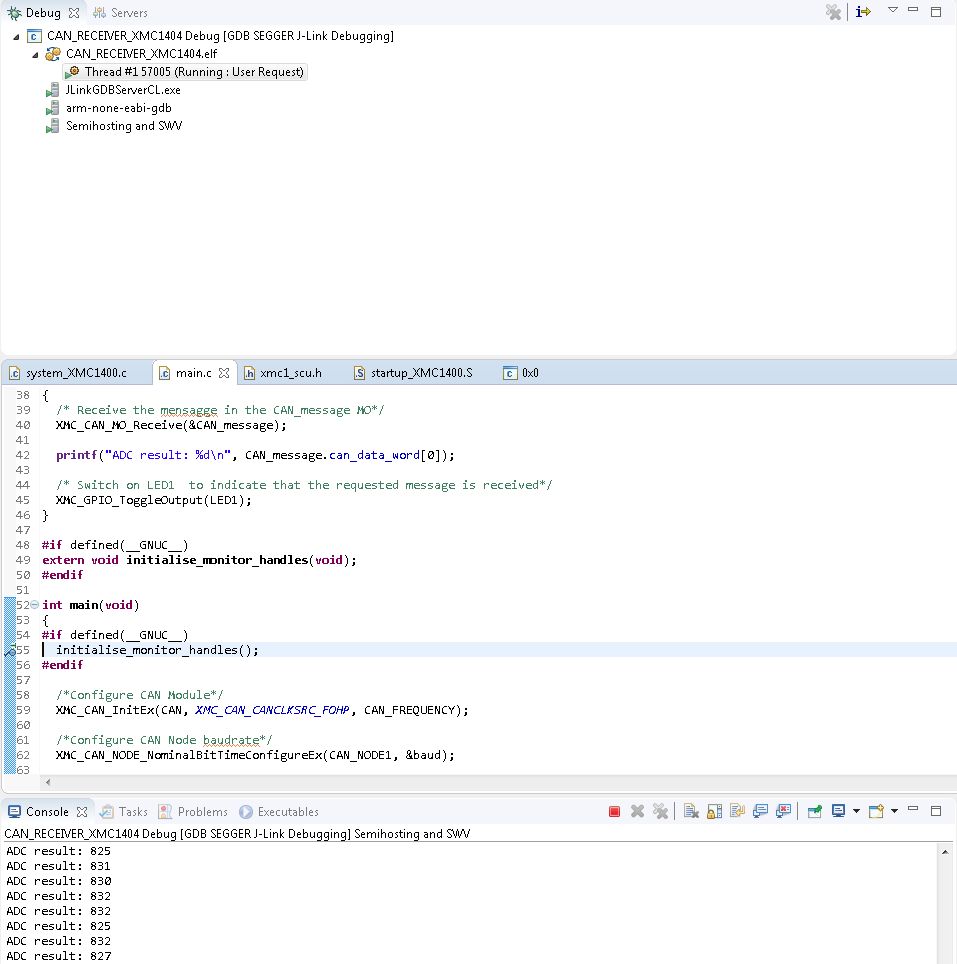 Debug Servers
CAN_RECEIVER_XMC1404 Debug [GDB SEGGER J-Link Debugging]
CAN_RECEIVER_XMC1404.elf
Thread #1 57005 (Running : User Request)
JLinkGDBServerCL.exe
arm-none-eabi-gdb
Semihosting and SWV
system_XMC1400.c main.c xmc1_scu.h startup_XMC1400.S 0x0
38 {
39 /* Receive the mensagge in the CAN_message MO*/
40 XMC_CAN_MO_Receive(&CAN_message);
41
42 printf("ADC result: %d\n", CAN_message.can_data_word[0]);
43
44 /* Switch on LED1  to indicate that the requested message is received*/
45 XMC_GPIO_ToggleOutput(LED1);
46 }
47
48 #if defined(__GNUC__)
49 extern void initialise_monitor_handles(void);
50 #endif
51
52 int main(void)
53 {
54 #if defined(__GNUC__)
55 initialise_monitor_handles();
56 #endif
57
58 /*Configure CAN Module*/
59 XMC_CAN_InitEx(CAN, XMC_CAN_CANCLKSRC_FOHP, CAN_FREQUENCY);
60
61 /*Configure CAN Node baudrate*/
62 XMC_CAN_NODE_NominalBitTimeConfigureEx(CAN_NODE1, &baud);
63
Console Tasks Problems Executables
CAN_RECEIVER_XMC1404 Debug [GDB SEGGER J-Link Debugging] Semihosting and SWV
ADC result: 825
ADC result: 831
ADC result: 830
ADC result: 832
ADC result: 832
ADC result: 825
ADC result: 832
ADC result: 827